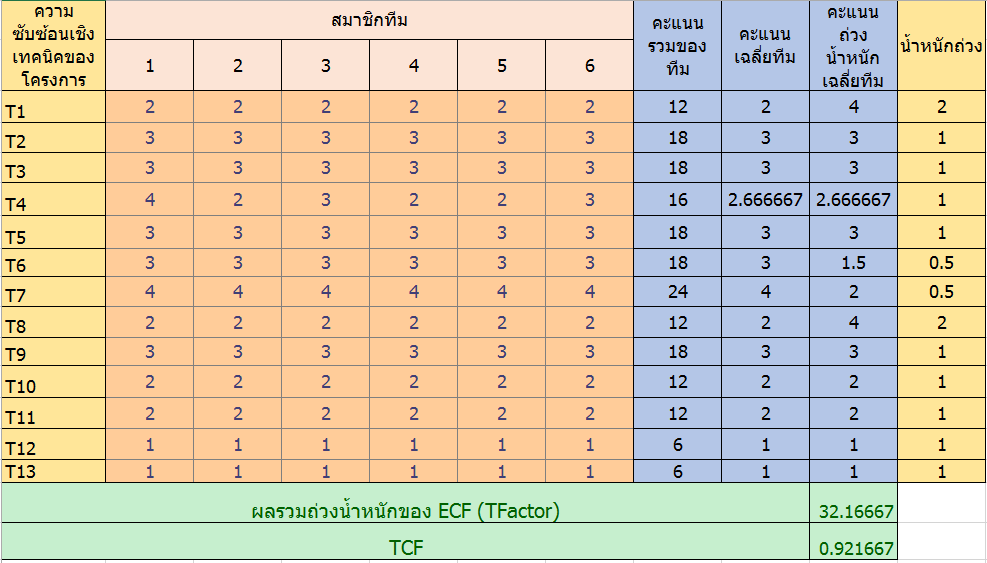 ความ
ซับซ้อนเชิง
เทคนิคของ
โครงการ
สมาชิกทีม
1 2 3 4 5 6
คะแนน
รวมของ
ทีม
คะแนน
เฉลี่ยทีม
คะแนน
ถ่วง
น้ำหนัก
เฉลี่ยทีม
น้ำหนักถ่วง
T1 2 2 2 2 2 2 12 2 4 2
T2 3 3 3 3 3 3 18 3 3 1
T3 3 3 3 3 3 3 18 3 3 1
T4 4 2 3 2 2 3 16 2.666667 2.666667 1
T5 3 3 3 3 3 3 18 3 3 1
T6 3 3 3 3 3 3 18 3 1.5 0.5
T7 4 4 4 4 4 4 24 4 2 0.5
T8 2 2 2 2 2 2 12 2 4 2
T9 3 3 3 3 3 3 18 3 3 1
T10 2 2 2 2 2 2 12 2 2 1
T11 2 2 2 2 2 2 12 2 2 1
T12 1 1 1 1 1 1 6 1 1 1
T13 1 1 1 1 1 1 6 1 1 1
ผลรวมถ่วงน้ำหนักของ ECF (TFactor) 32.16667
TCF 0.921667